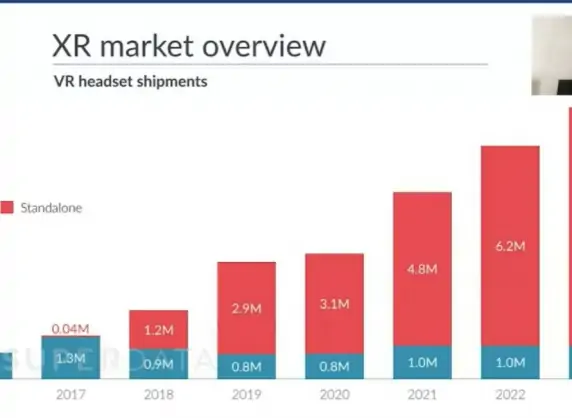 XR market overview
VR headset shipments
Standalone
0.04M
1.3M
1.2M
0.9M
2.9M
0.8M
3.1M
0.8M
4.8M
1.0M
6.2M
1.0M
SUPERDATA
2017 2018 2019 2020 2021 2022